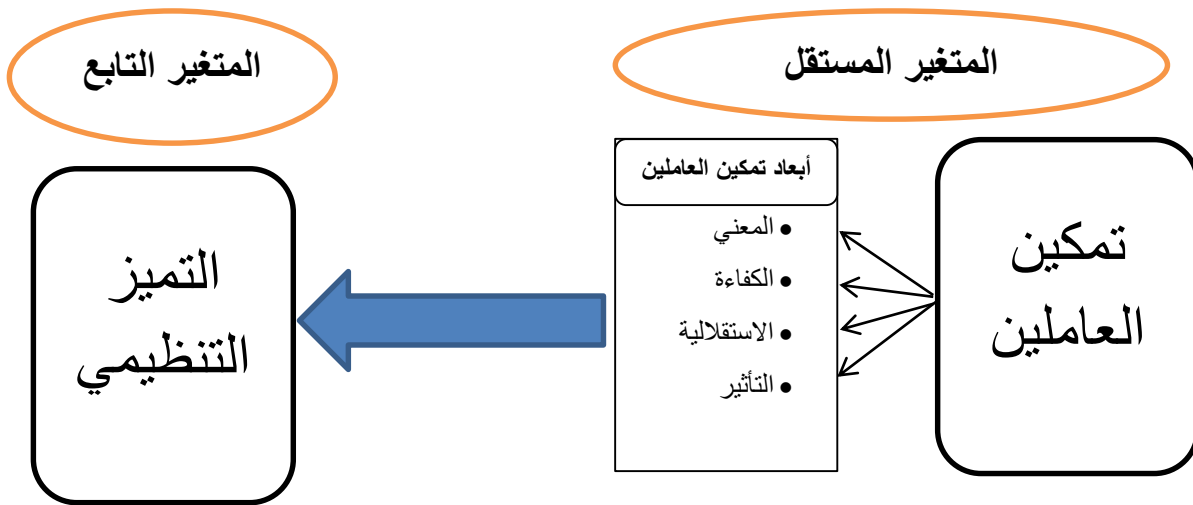 المتغير المستقل
المتغير التابع
تمكين
العاملين
أبعاد تمكين العاملين
• المعني
• الكفاءة
• الاستقلالية
• التأثير
التميز
التنظيمي